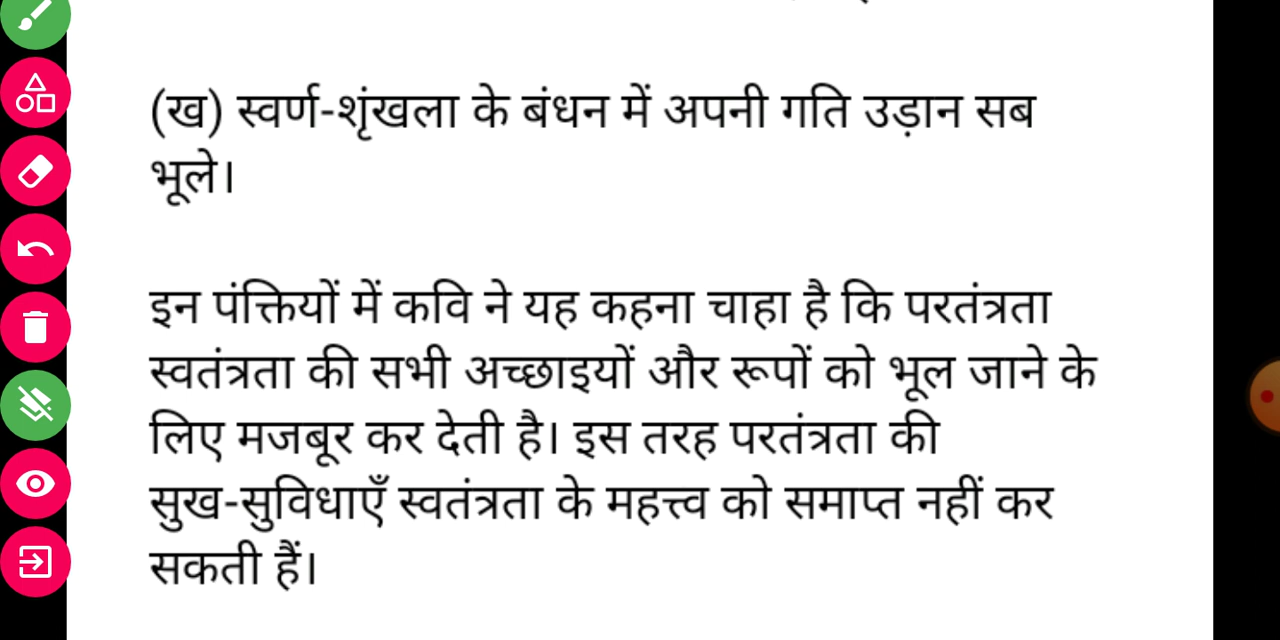 (ख) स्वर्ण-शृंखला के बंधन में अपनी गति उड़ान सब
भूले।
इन पंक्तियों में कवि ने यह कहना चाहा है कि परतंत्रता
स्वतंत्रता की सभी अच्छाइयों और रूपों को भूल जाने के
लिए मजबूर कर देती है। इस तरह परतंत्रता की
सुख-सुविधाएँ स्वतंत्रता के महत्त्व को समाप्त नहीं कर
सकती हैं।